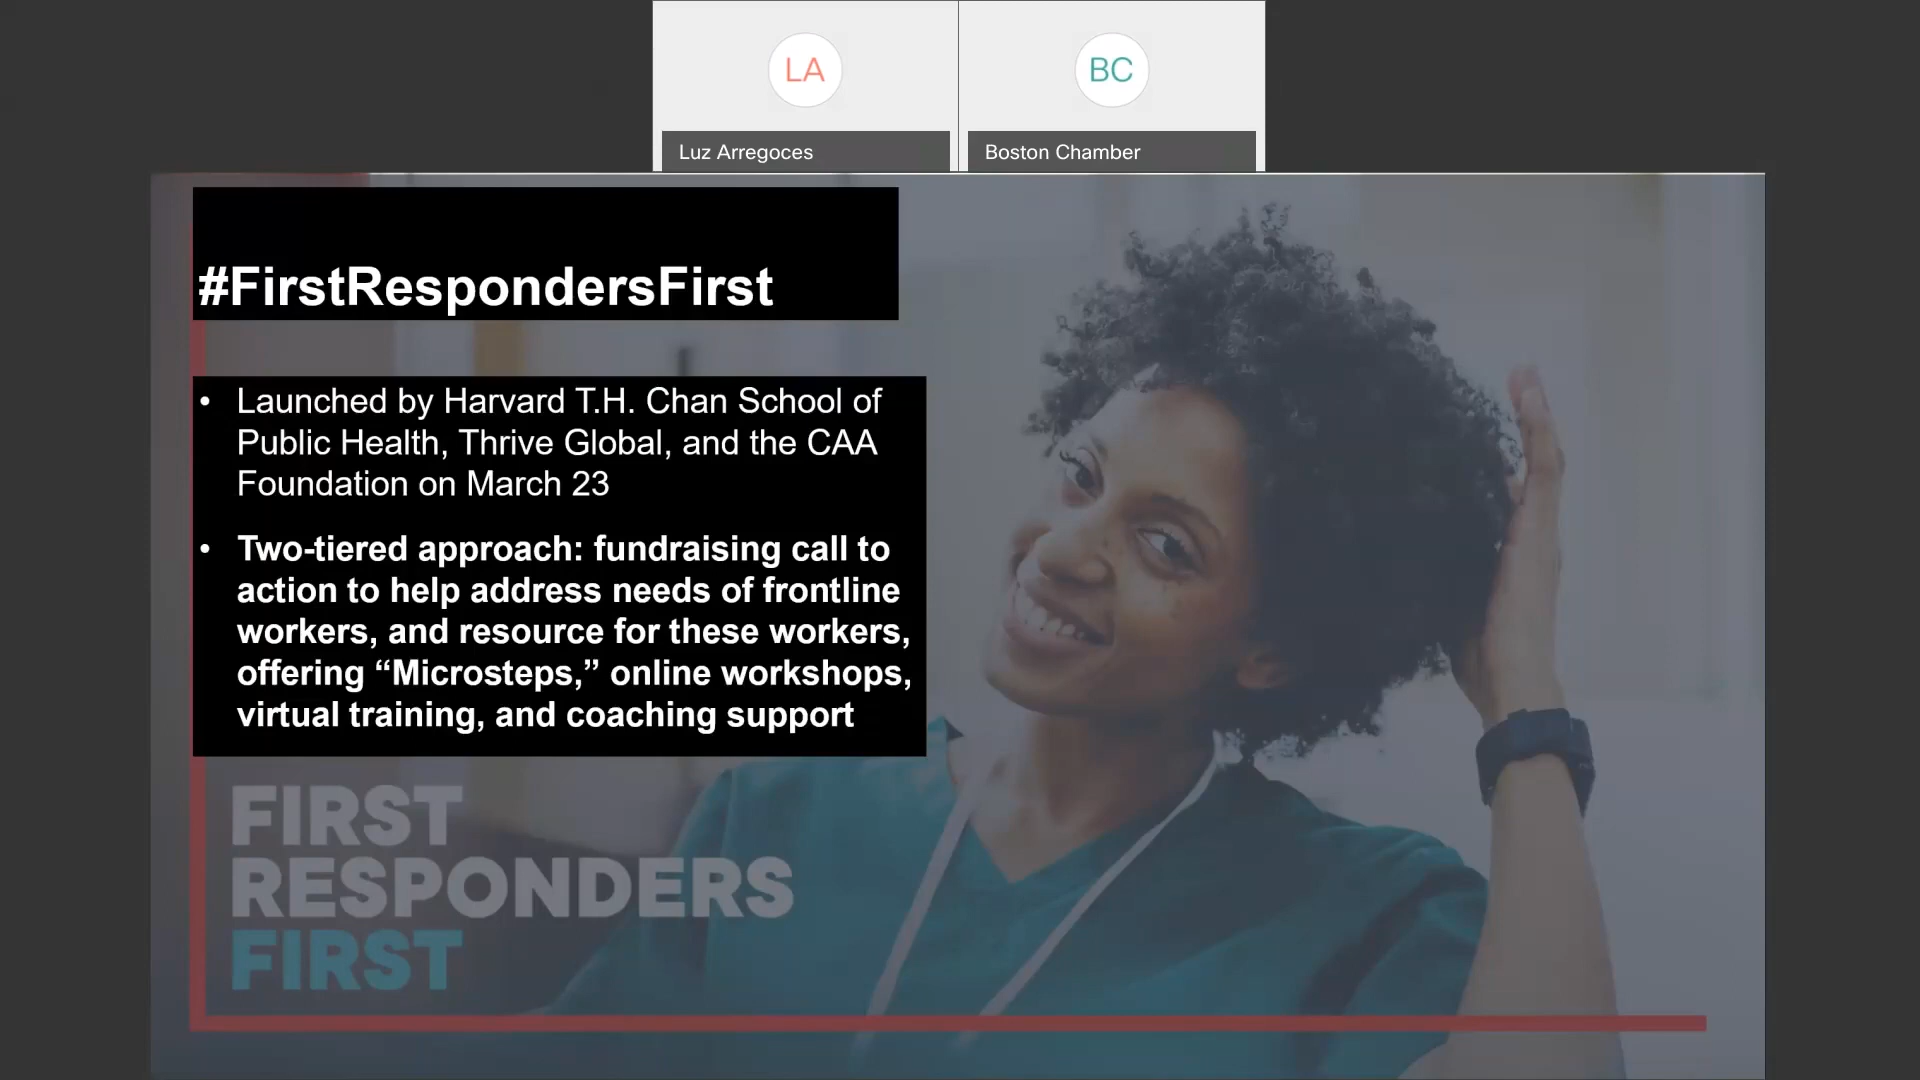 LA
BC
Luz Arregoces
Boston Chamber
#FirstRespondersFirst
• Launched by Harvard T.H. Chan School of
Public Health, Thrive Global, and the CAA
Foundation on March 23
• Two-tiered approach: fundraising call to
action to help address needs of frontline
workers, and resource for these workers,
offering “Microsteps,” online workshops,
virtual training, and coaching support
FIRST
RESPONDERS
FIRST